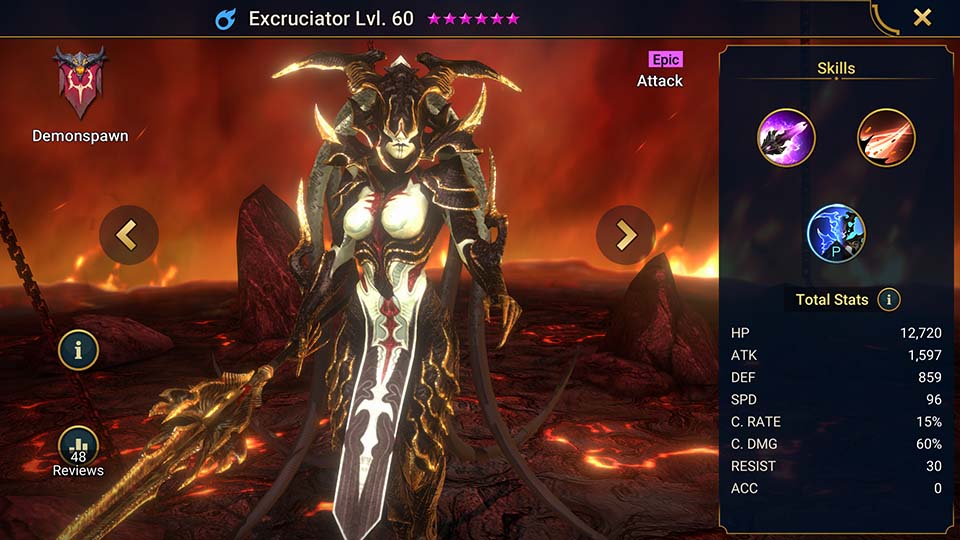 Excruciator Lvl. 60
Demonspawn
Epic
Attack
48
Reviews
Skills
P
Total Stats
HP 12,720
ATK 1,597
DEF 859
SPD 96
C. RATE 15%
C. DMG 60%
RESIST 30
ACC 0